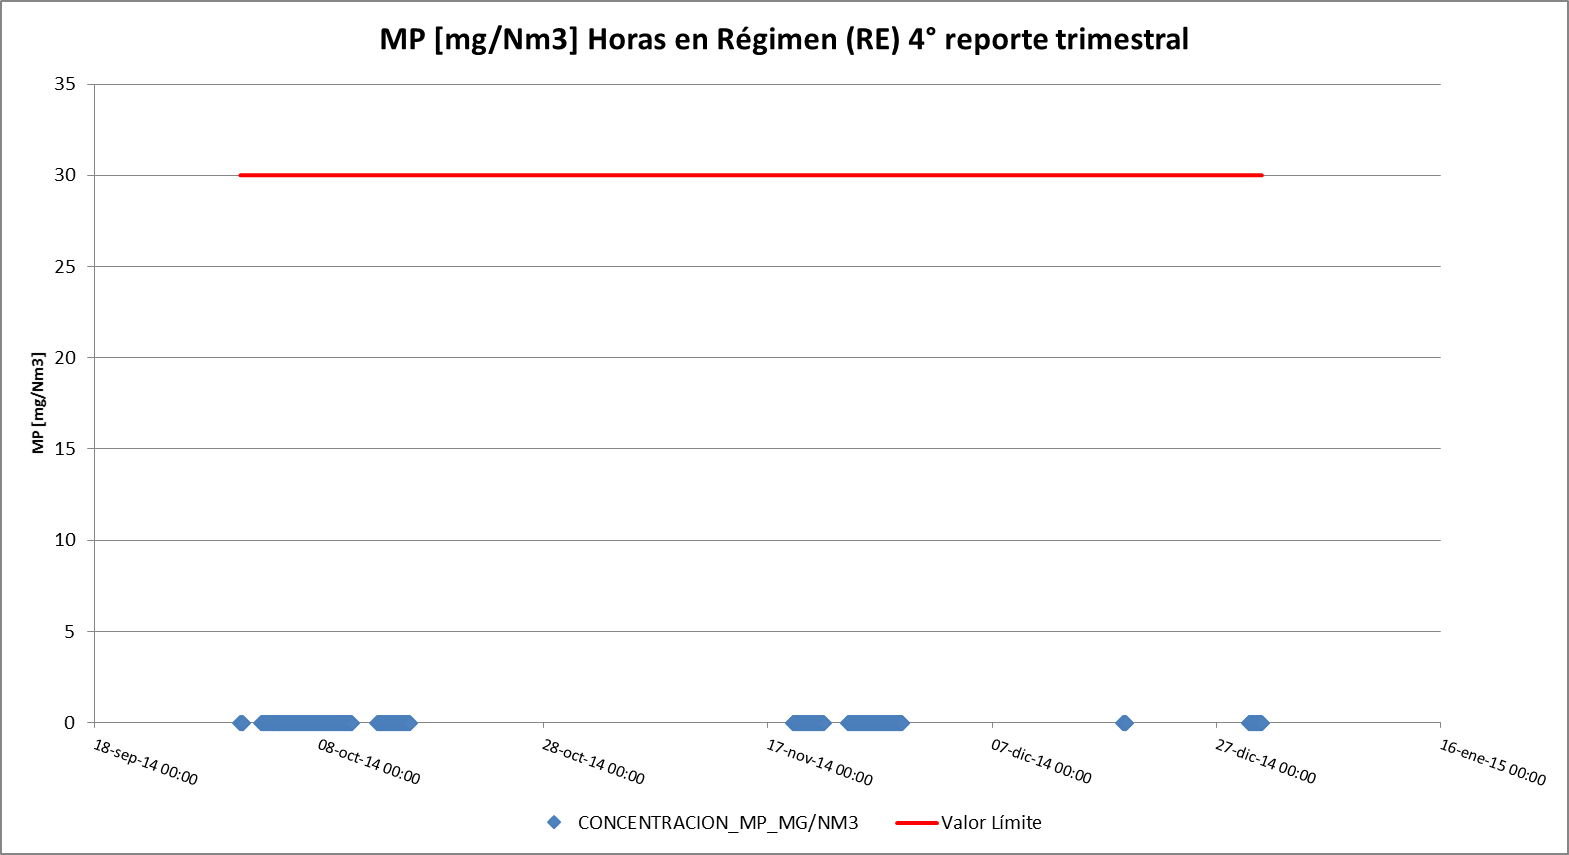 MP [mg/Nm3] Horas en Régimen (RE) 4° reporte trimestral
35
30
25
20
15
10
5
0
MP [mg/Nm3]
18-sep-14 00:00
08-oct-14 00:00
28-oct-14 00:00
17-nov-14 00:00
07-dic-14 00:00
27-dic-14 00:00
16-ene-15 00:00
CONCENTRACION_MP_MG/NM3
Valor Límite